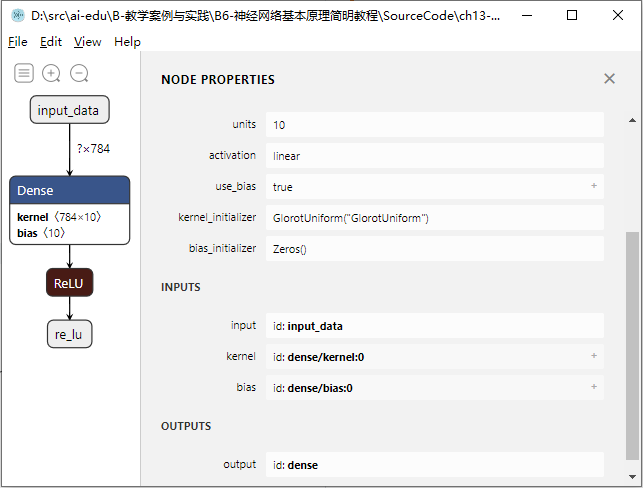 D:\src\ai-edu\B-教学案例与实践\B6-神经网络基本原理简明教程\SourceCode\ch13-...
File Edit View Help
input_data
?×784
Dense
kernel〈784×10〉
bias〈10〉
ReLU
re_lu
NODE PROPERTIES
units 10
activation linear
use_bias true +
kernel_initializer GlorotUniform("GlorotUniform")
bias_initializer Zeros()
INPUTS
input id: input_data
kernel id: dense/kernel:0 +
bias id: dense/bias:0 +
OUTPUTS
output id: dense